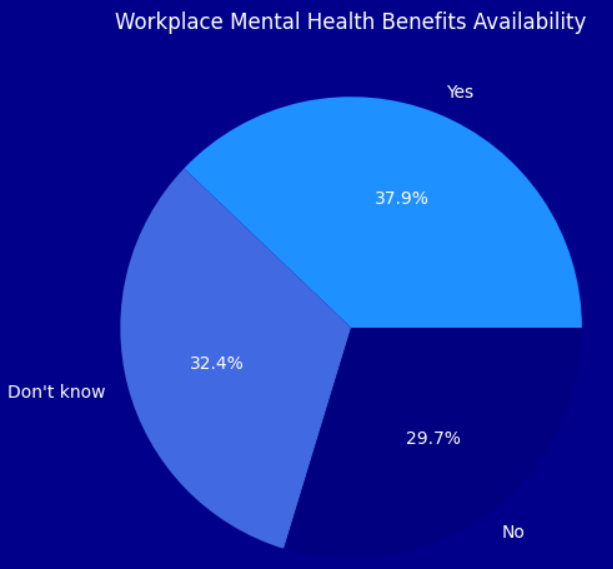 Workplace Mental Health Benefits Availability
Yes
37.9%
32.4%
Don't know
29.7%
No